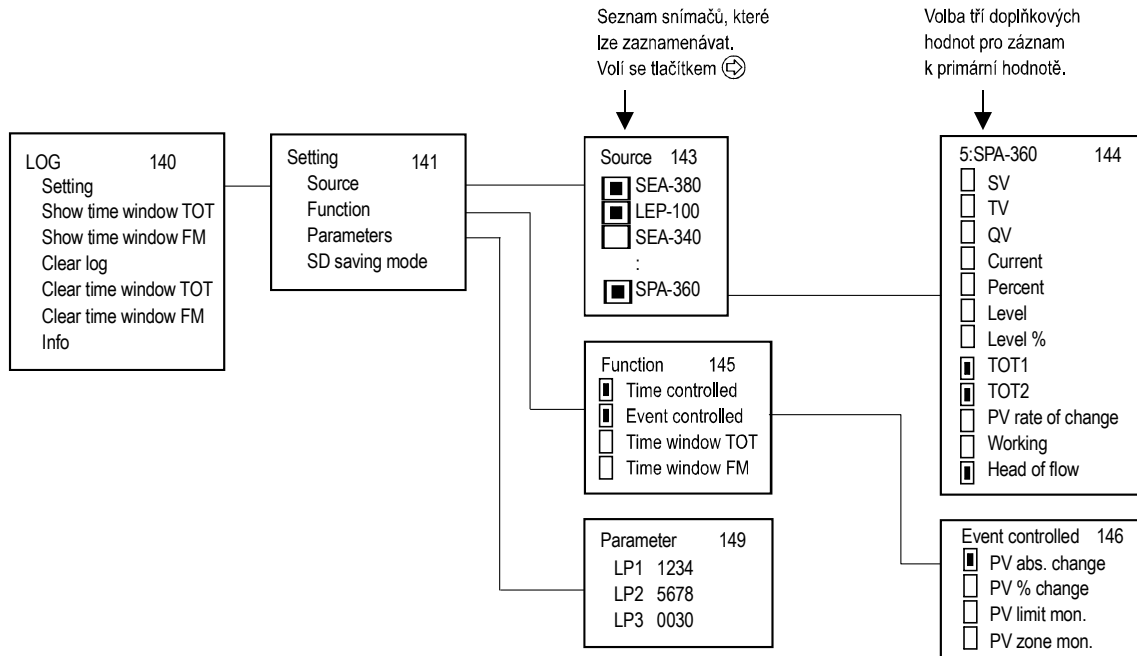 Seznam snímačů, které
lze zaznamenávat.
Volí se tlačítkem
Volba tří doplňkových
hodnot pro záznam
k primární hodnotě.
LOG 140
Setting
Show time window TOT
Show time window FM
Clear log
Clear time window TOT
Clear time window FM
Info
Setting 141
Source
Function
Parameters
SD saving mode
Source 143
SEA-380
LEP-100
SEA-340
:
SPA-360
5:SPA-360 144
SV
TV
QV
Current
Percent
Level
Level %
TOT1
TOT2
PV rate of change
Working
Head of flow
Function 145
Time controlled
Event controlled
Time window TOT
Time window FM
Parameter 149
LP1 1234
LP2 5678
LP3 0030
Event controlled 146
PV abs. change
PV % change
PV limit mon.
PV zone mon.